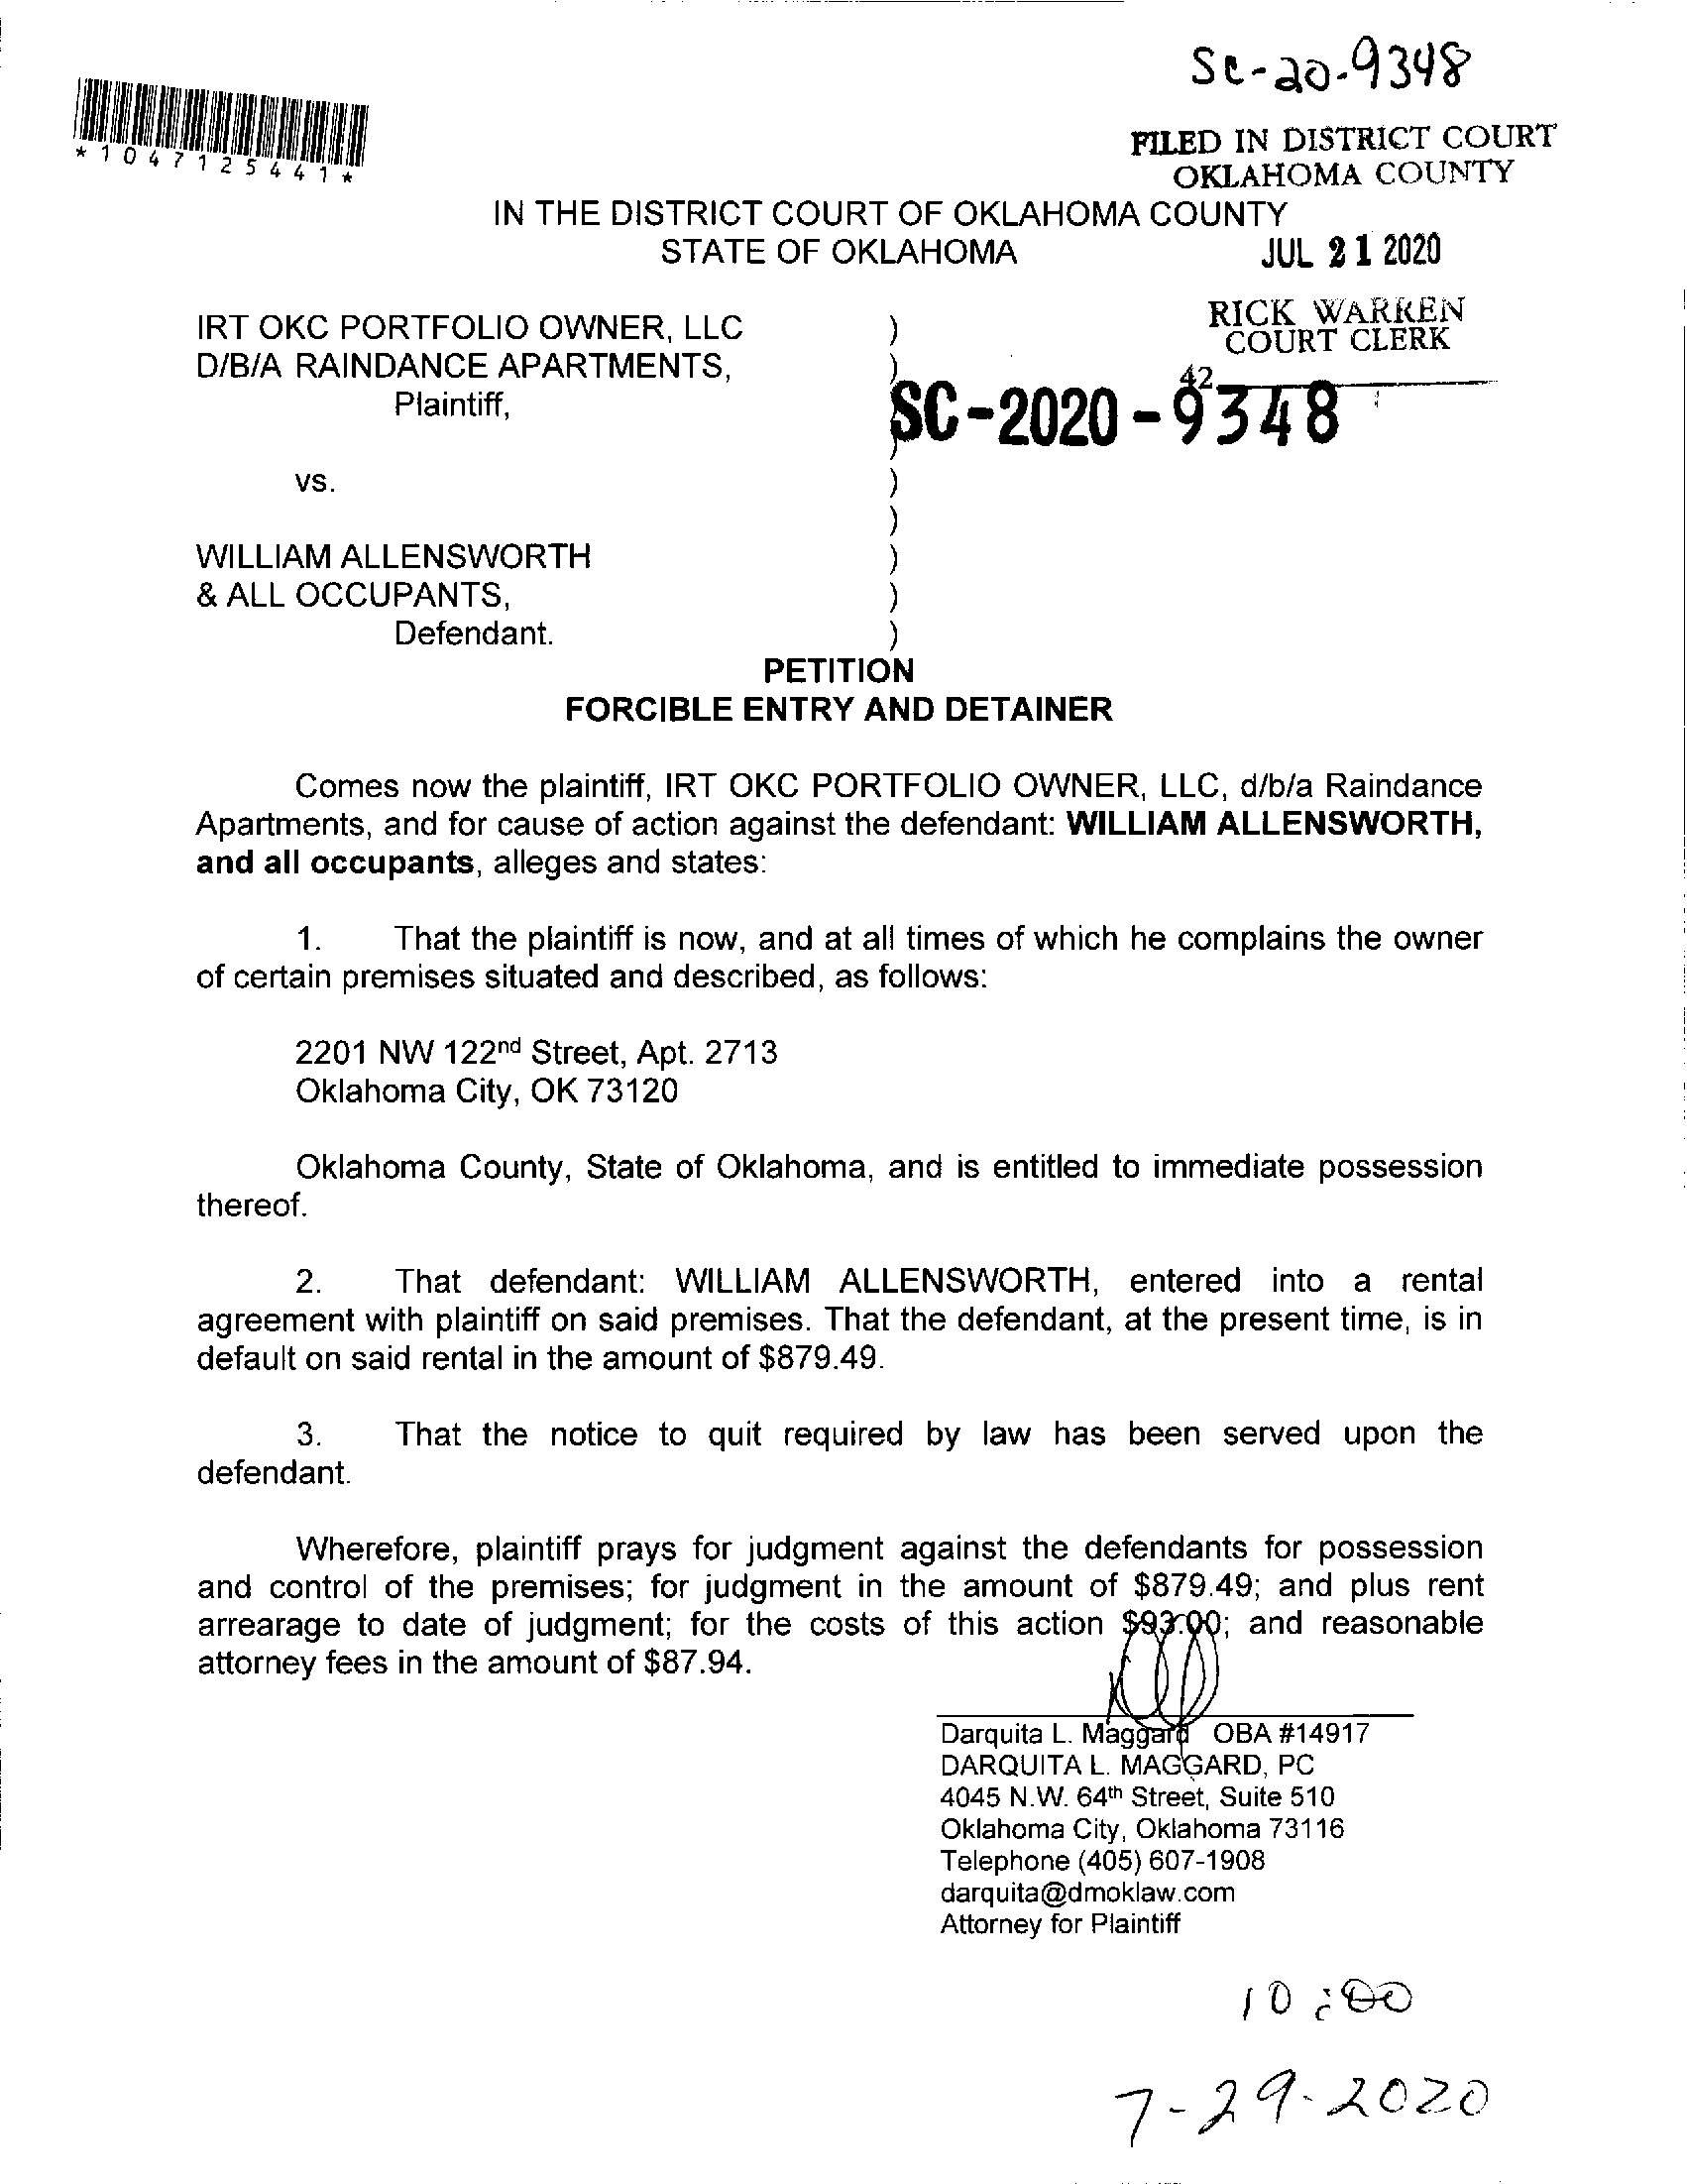 SC-20-9348
*1047125441*
FILED IN DISTRICT COURT
OKLAHOMA COUNTY
IN THE DISTRICT COURT OF OKLAHOMA COUNTY
STATE OF OKLAHOMA
JUL 21 2020
RICK WARREN
COURT CLERK
42
IRT OKC PORTFOLIO OWNER, LLC )
D/B/A RAINDANCE APARTMENTS, )
Plaintiff, )
SC-2020-9348
vs. )
)
WILLIAM ALLENSWORTH )
& ALL OCCUPANTS, )
Defendant. )
PETITION
FORCIBLE ENTRY AND DETAINER
Comes now the plaintiff, IRT OKC PORTFOLIO OWNER, LLC, d/b/a Raindance
Apartments, and for cause of action against the defendant: WILLIAM ALLENSWORTH,
and all occupants, alleges and states:
1. That the plaintiff is now, and at all times of which he complains the owner
of certain premises situated and described, as follows:
2201 NW 122nd Street, Apt. 2713
Oklahoma City, OK 73120
Oklahoma County, State of Oklahoma, and is entitled to immediate possession
thereof.
2. That defendant: WILLIAM ALLENSWORTH, entered into a rental
agreement with plaintiff on said premises. That the defendant, at the present time, is in
default on said rental in the amount of $879.49.
3. That the notice to quit required by law has been served upon the
defendant.
Wherefore, plaintiff prays for judgment against the defendants for possession
and control of the premises; for judgment in the amount of $879.49; and plus rent
arrearage to date of judgment; for the costs of this action $93.00; and reasonable
attorney fees in the amount of $87.94.
Darquita L. Maggard OBA #14917
DARQUITA L. MAGGARD, PC
4045 N.W. 64th Street, Suite 510
Oklahoma City, Oklahoma 73116
Telephone (405) 607-1908
darquita@dmoklaw.com
Attorney for Plaintiff
10:00
7-29-2020